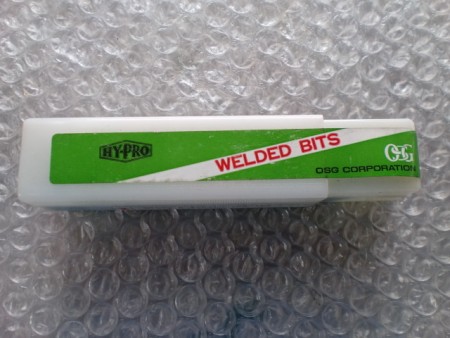 HY-PRO
WELDED BITS
OSG
OSG CORPORATION